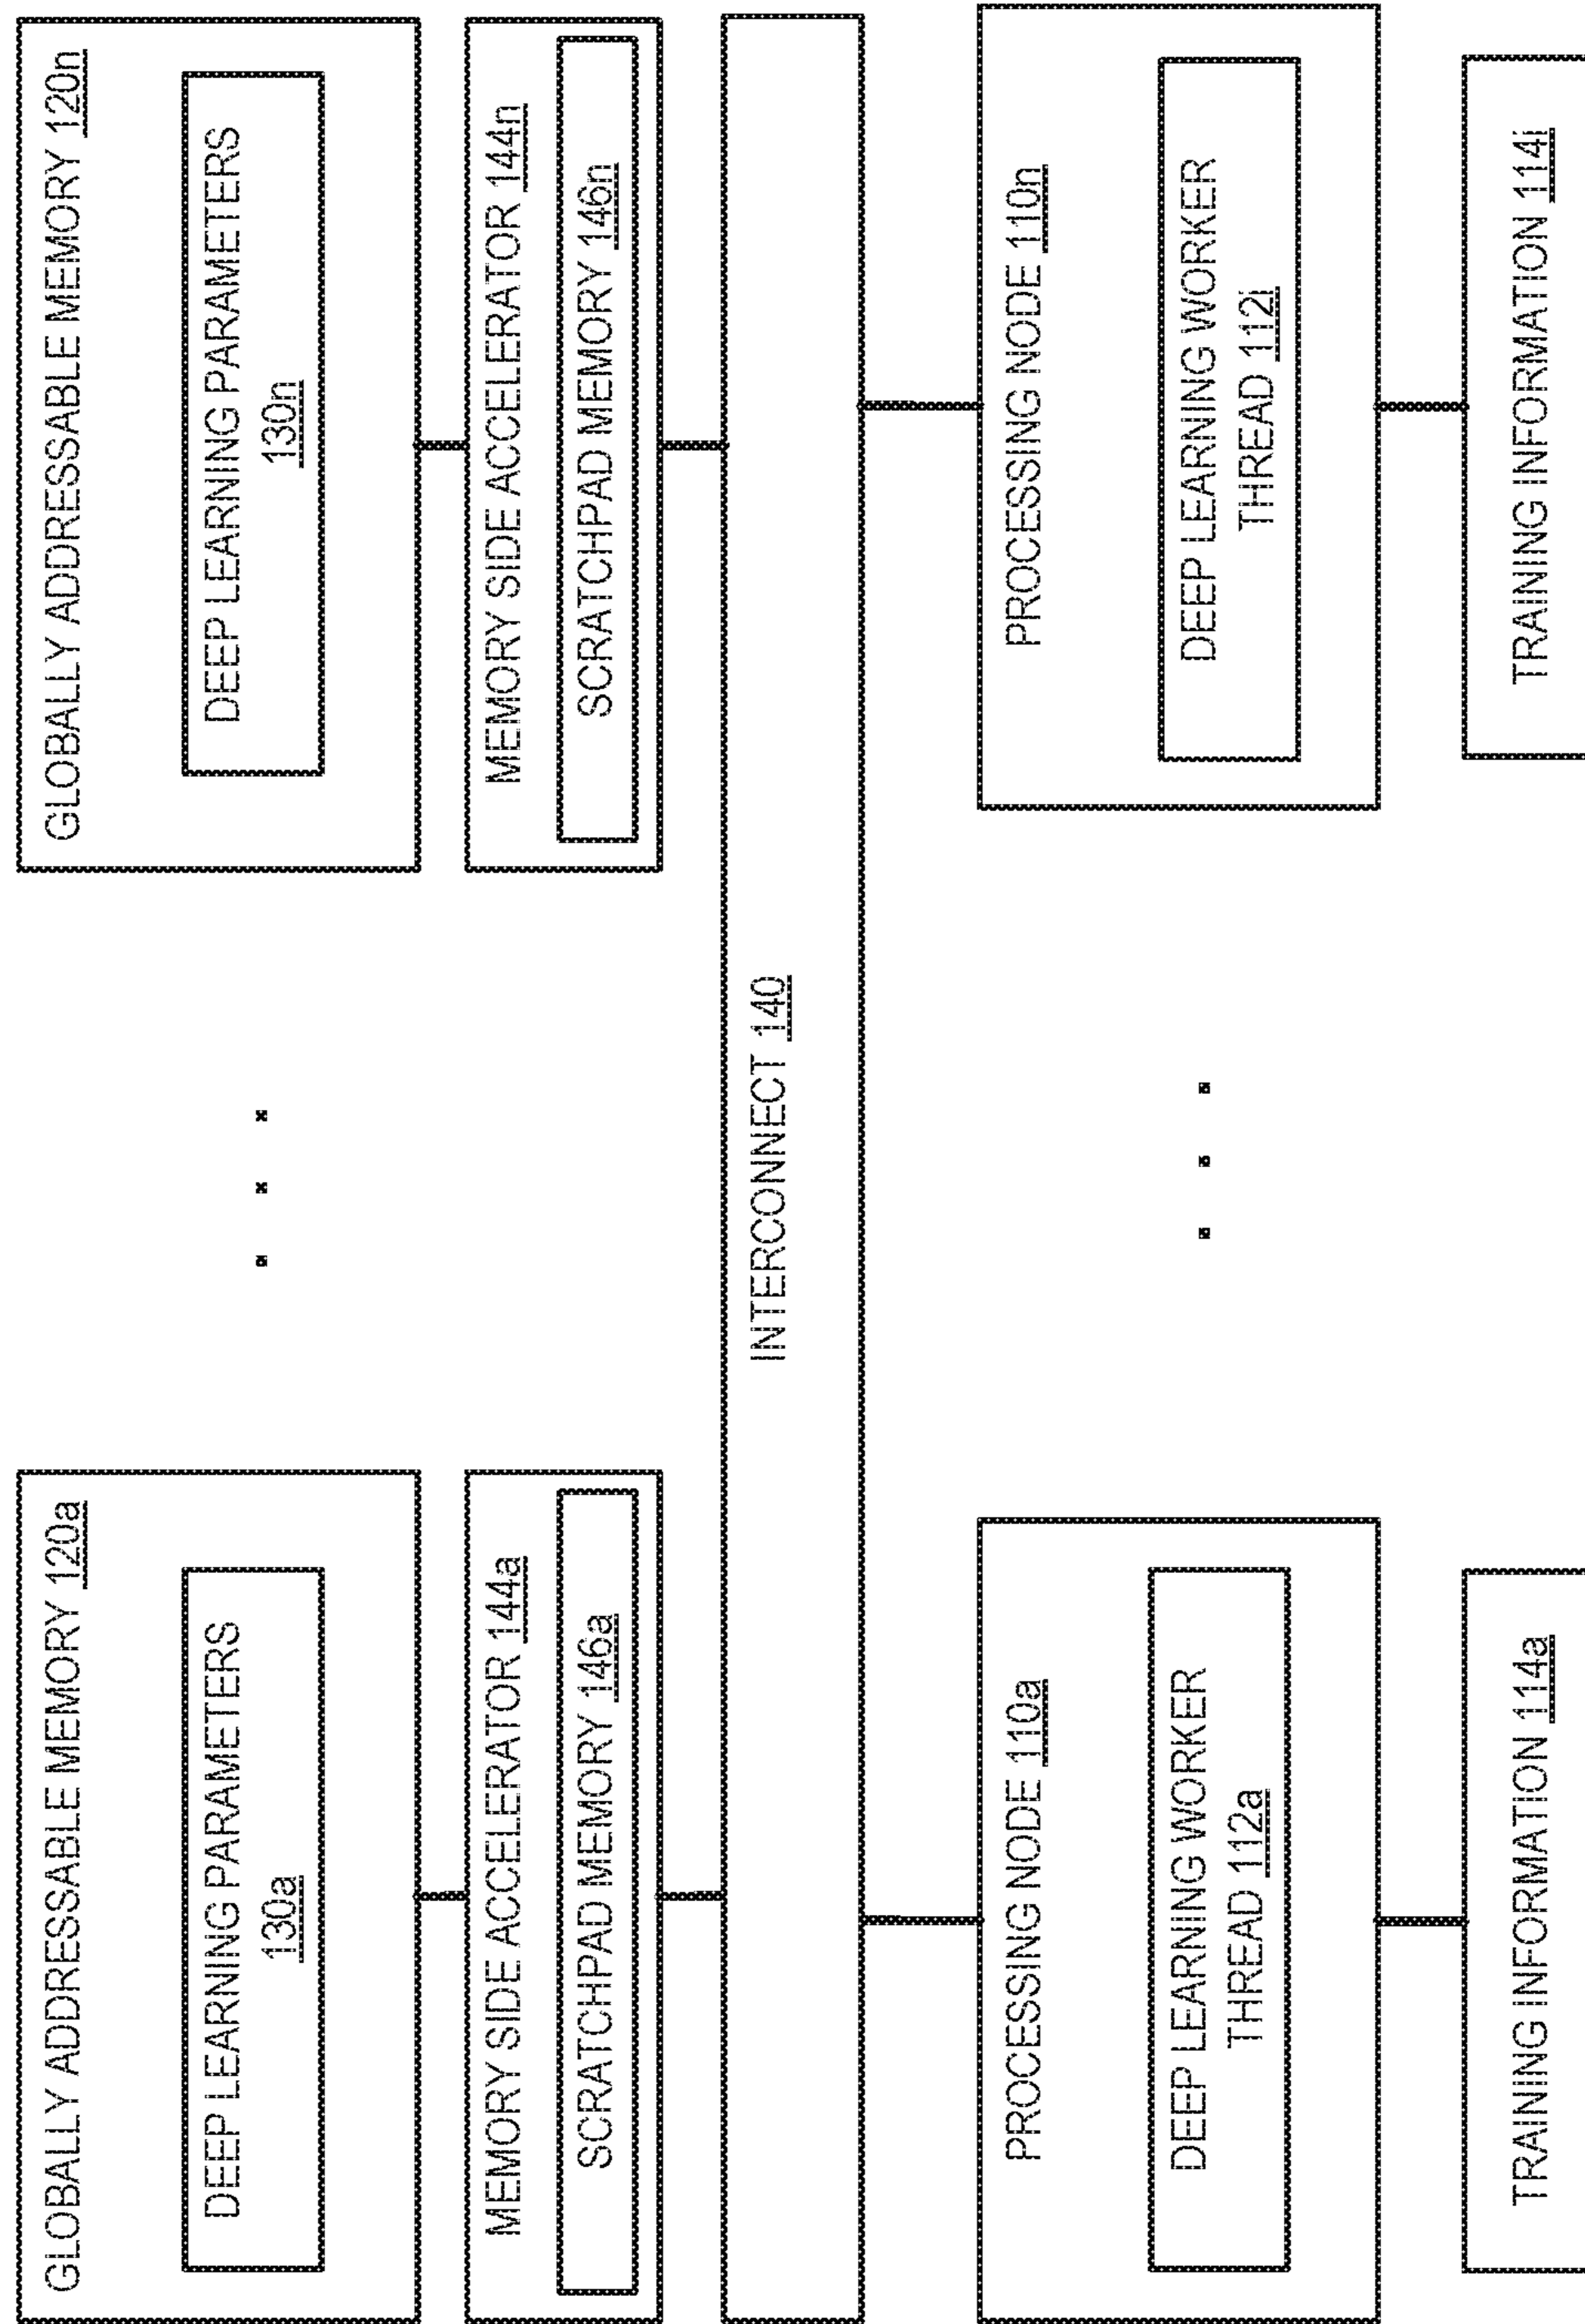 GLOBALLY ADDRESSABLE MEMORY 120a
DEEP LEARNING PARAMETERS
130a
MEMORY SIDE ACCELERATOR 144a
SCRATCHPAD MEMORY 146a
GLOBALLY ADDRESSABLE MEMORY 120n
DEEP LEARNING PARAMETERS
130n
MEMORY SIDE ACCELERATOR 144n
SCRATCHPAD MEMORY 146n
INTERCONNECT 140
PROCESSING NODE 110a
DEEP LEARNING WORKER
THREAD 112a
TRAINING INFORMATION 114a
PROCESSING NODE 110n
DEEP LEARNING WORKER
THREAD 112i
TRAINING INFORMATION 114i